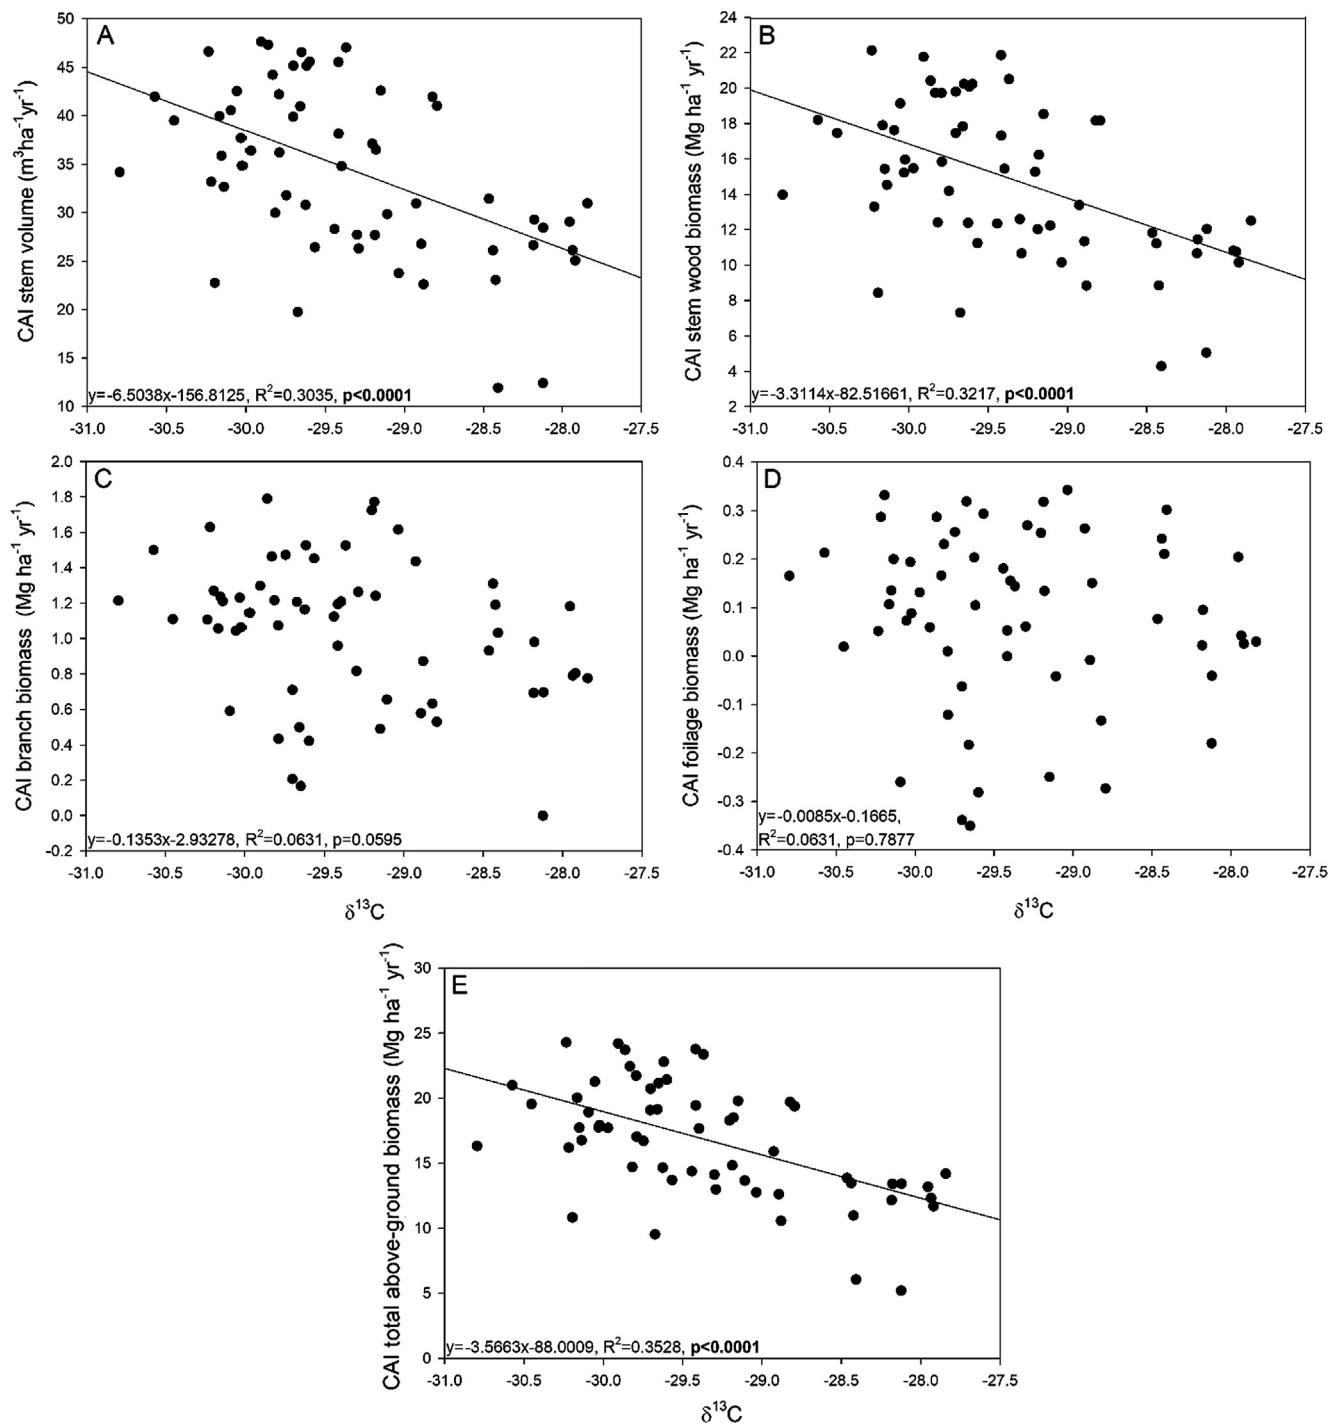 A
CAI stem volume (m³ha⁻¹yr⁻¹)
50
45
40
35
30
25
20
15
10
y=-6.5038x-156.8125, R²=0.3035, p<0.0001
-31.0 -30.5 -30.0 -29.5 -29.0 -28.5 -28.0 -27.5
B
CAI stem wood biomass (Mg ha⁻¹ yr⁻¹)
24
22
20
18
16
14
12
10
8
6
4
2
y=-3.3114x-82.51661, R²=0.3217, p<0.0001
-31.0 -30.5 -30.0 -29.5 -29.0 -28.5 -28.0 -27.5
C
CAI branch biomass (Mg ha⁻¹ yr⁻¹)
2.0
1.8
1.6
1.4
1.2
1.0
0.8
0.6
0.4
0.2
0.0
-0.2
y=-0.1353x-2.93278, R²=0.0631, p=0.0595
-31.0 -30.5 -30.0 -29.5 -29.0 -28.5 -28.0 -27.5
δ¹³C
D
CAI foilage biomass (Mg ha⁻¹ yr⁻¹)
0.4
0.3
0.2
0.1
0.0
-0.1
-0.2
-0.3
-0.4
y=-0.0085x-0.1665,
R²=0.0631, p=0.7877
-31.0 -30.5 -30.0 -29.5 -29.0 -28.5 -28.0 -27.5
δ¹³C
E
CAI total above-ground biomass (Mg ha⁻¹ yr⁻¹)
30
25
20
15
10
5
0
y=-3.5663x-88.0009, R²=0.3528, p<0.0001
-31.0 -30.5 -30.0 -29.5 -29.0 -28.5 -28.0 -27.5
δ¹³C